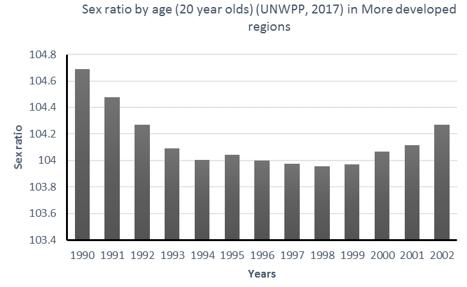 Sex ratio by age (20 year olds) (UNWPP, 2017) in More developed
regions
104.8
104.6
104.4
104.2
104
103.8
103.6
103.4
Sex ratio
1990 1991 1992 1993 1994 1995 1996 1997 1998 1999 2000 2001 2002
Years